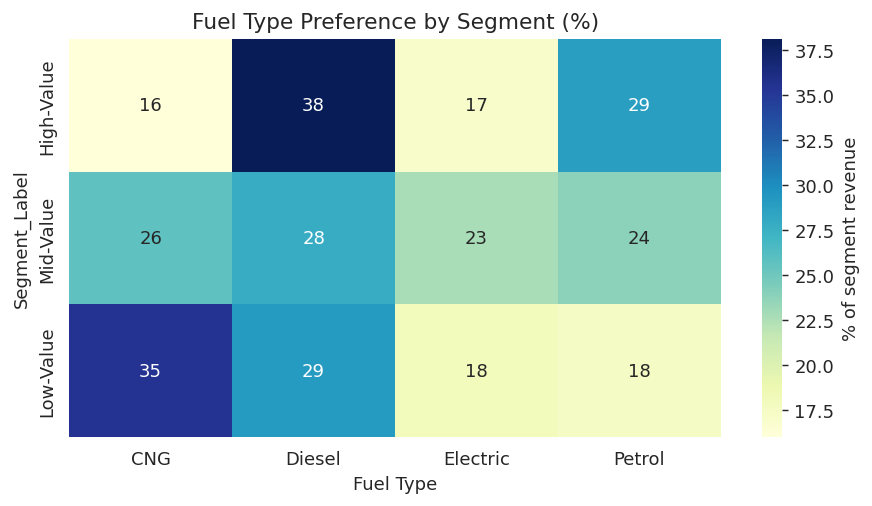 Fuel Type Preference by Segment (%)
Segment_Label
High-Value
16 38 17 29
Mid-Value
26 28 23 24
Low-Value
35 29 18 18
CNG Diesel Electric Petrol
Fuel Type
37.5
35.0
32.5
30.0
27.5
25.0
22.5
20.0
17.5
% of segment revenue